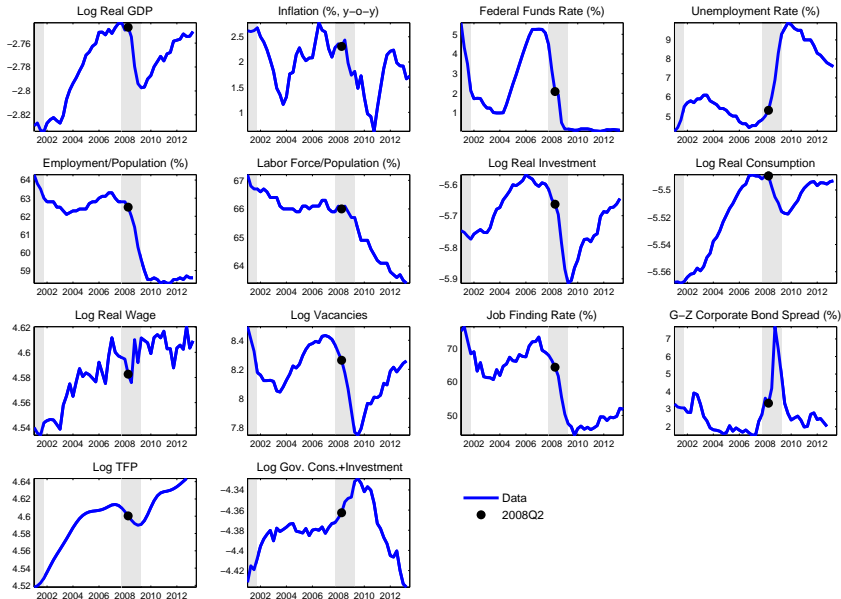 Log Real GDP
−2.76
−2.78
−2.8
−2.82
2002 2004 2006 2008 2010 2012
Inflation (%, y−o−y)
2.5
2
1.5
1
2002 2004 2006 2008 2010 2012
Federal Funds Rate (%)
5
4
3
2
1
2002 2004 2006 2008 2010 2012
Unemployment Rate (%)
9
8
7
6
5
2002 2004 2006 2008 2010 2012
Employment/Population (%)
64
63
62
61
60
59
2002 2004 2006 2008 2010 2012
Labor Force/Population (%)
67
66
65
64
2002 2004 2006 2008 2010 2012
Log Real Investment
−5.6
−5.7
−5.8
−5.9
2002 2004 2006 2008 2010 2012
Log Real Consumption
−5.5
−5.52
−5.54
−5.56
2002 2004 2006 2008 2010 2012
Log Real Wage
4.62
4.6
4.58
4.56
4.54
2002 2004 2006 2008 2010 2012
Log Vacancies
8.4
8.2
8
7.8
2002 2004 2006 2008 2010 2012
Job Finding Rate (%)
70
60
50
2002 2004 2006 2008 2010 2012
G−Z Corporate Bond Spread (%)
7
6
5
4
3
2
2002 2004 2006 2008 2010 2012
Log TFP
4.64
4.62
4.6
4.58
4.56
4.54
4.52
2002 2004 2006 2008 2010 2012
Log Gov. Cons.+Investment
−4.34
−4.36
−4.38
−4.4
−4.42
2002 2004 2006 2008 2010 2012
Data
2008Q2